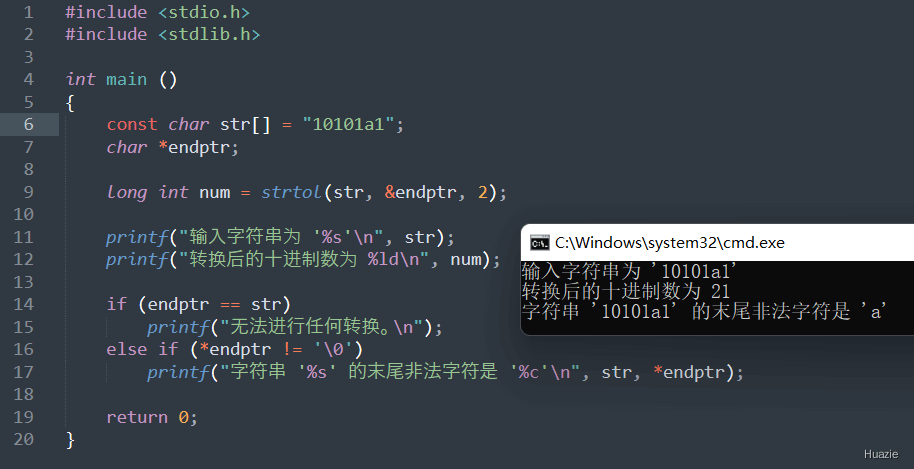 1 #include <stdio.h>
2 #include <stdlib.h>
3
4 int main ()
5 {
6     const char str[] = "10101a1";
7     char *endptr;
8
9     long int num = strtol(str, &endptr, 2);
10
11     printf("输入字符串为 '%s'\n", str);
12     printf("转换后的十进制数为 %ld\n", num);
13
14     if (endptr == str)
15         printf("无法进行任何转换。\n");
16     else if (*endptr != '\0')
17         printf("字符串 '%s' 的末尾非法字符是 '%c'\n", str, *endptr);
18
19     return 0;
20 }
C:\Windows\system32\cmd.exe
输入字符串为 '10101a1'
转换后的十进制数为 21
字符串 '10101a1' 的末尾非法字符是 'a'
Huazie